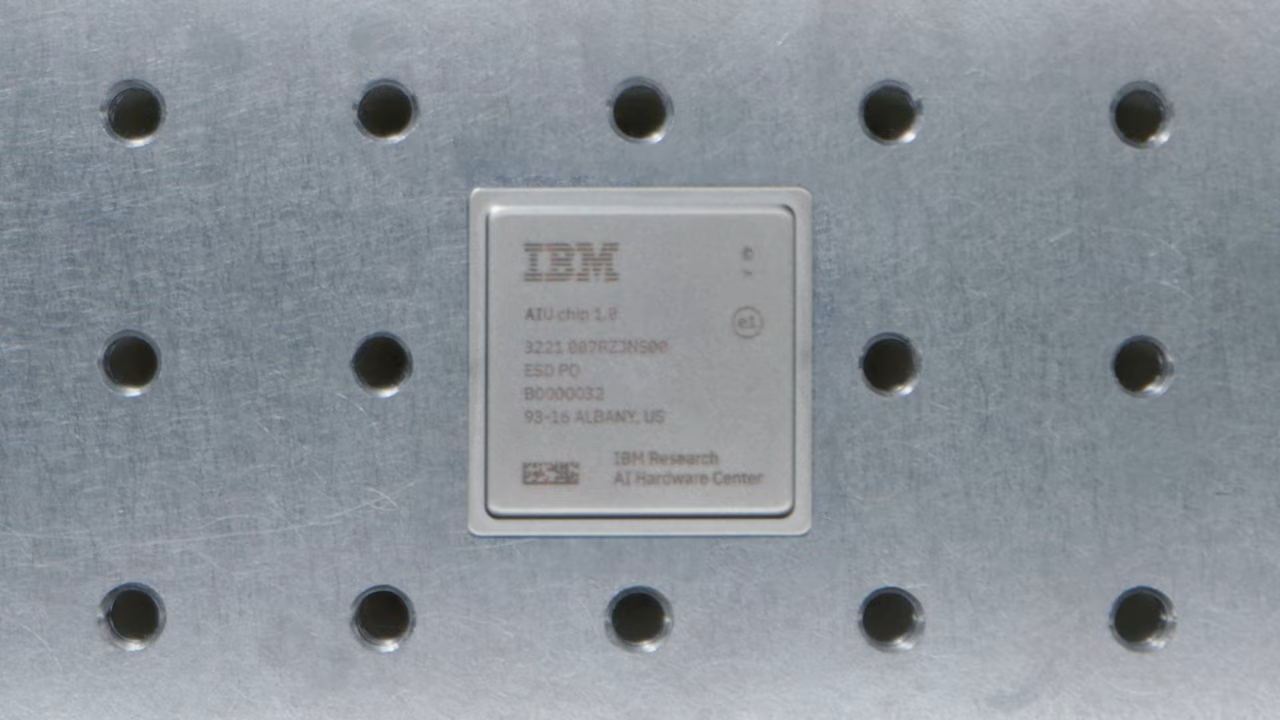 IBM
AIU chip 1.0
e1
3221 007RZJNS00
ESD PQ
B0000032
93-16 ALBANY, US
IBM Research
AI Hardware Center